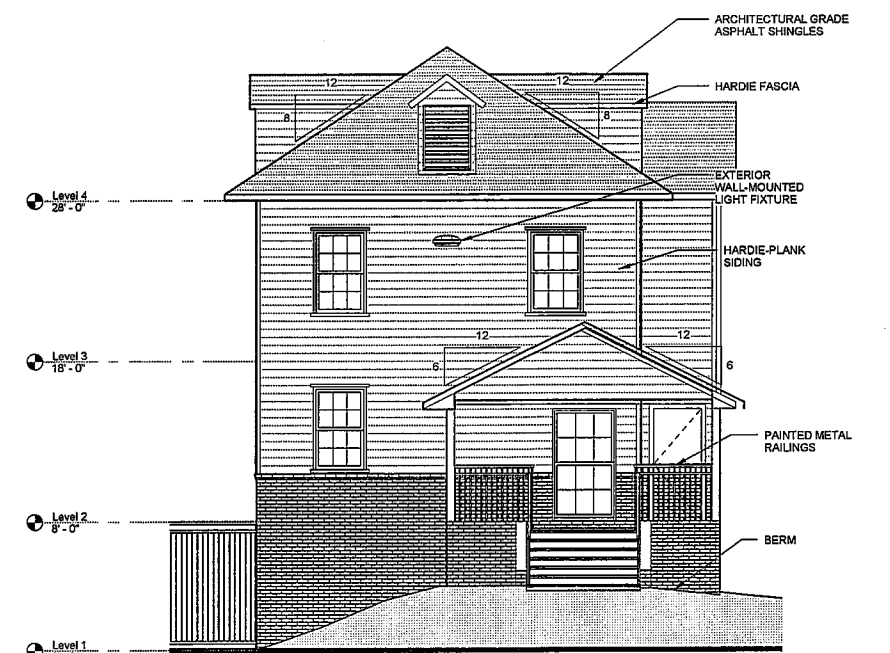 ARCHITECTURAL GRADE
ASPHALT SHINGLES
12
12
HARDIE FASCIA
8
8
EXTERIOR
WALL-MOUNTED
LIGHT FIXTURE
Level 4
28' - 0"
HARDIE-PLANK
SIDING
12
12
Level 3
18' - 0"
6
6
PAINTED METAL
RAILINGS
Level 2
8' - 0"
BERM
Level 1